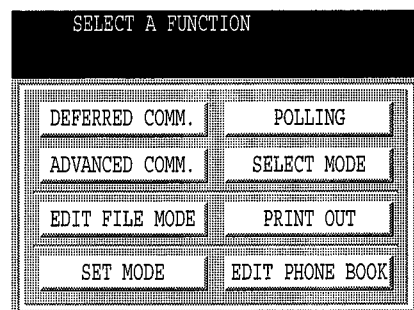 SELECT A FUNCTION
DEFERRED COMM. POLLING
ADVANCED COMM. SELECT MODE
EDIT FILE MODE PRINT OUT
SET MODE EDIT PHONE BOOK